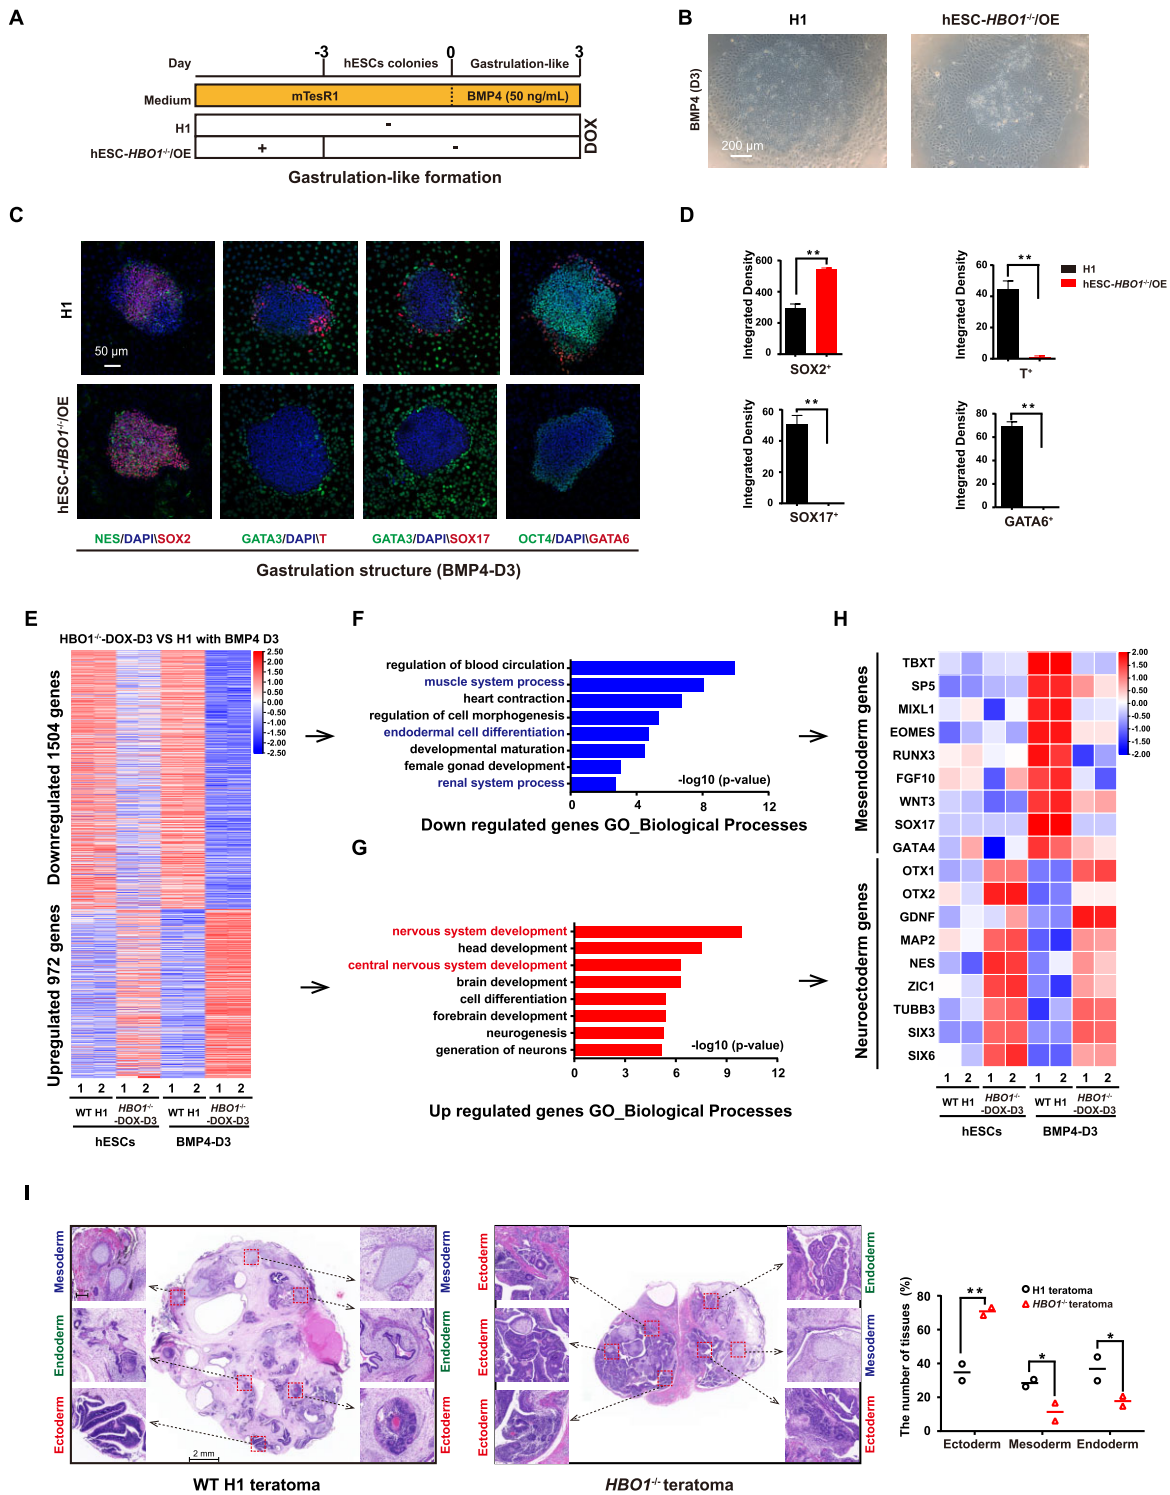 A
Day -3 hESCs colonies 0 Gastrulation-like 3
Medium mTesR1 BMP4 (50 ng/mL)
H1 -
hESC-HBO1-/-/OE + -
DOX
Gastrulation-like formation
B
H1 hESC-HBO1-/-/OE
BMP4 (D3)
200 µm
C
H1
50 µm
hESC-HBO1-/-/OE
NES/DAPI\SOX2 GATA3/DAPI\T GATA3/DAPI\SOX17 OCT4/DAPI\GATA6
Gastrulation structure (BMP4-D3)
D
Integrated Density
600
400
200
0
**
SOX2+
Integrated Density
60
40
20
0
**
T+
H1
hESC-HBO1-/-/OE
Integrated Density
60
40
20
0
**
SOX17+
Integrated Density
80
60
40
20
0
**
GATA6+
E
HBO1-/--DOX-D3 VS H1 with BMP4 D3
2.50
2.00
1.50
1.00
0.50
0.00
-0.50
-1.00
-1.50
-2.00
-2.50
Downregulated 1504 genes
Upregulated 972 genes
1 2 1 2 1 2 1 2
WT H1 HBO1-/- WT H1 HBO1-/-
-DOX-D3 -DOX-D3
hESCs BMP4-D3
F
regulation of blood circulation
muscle system process
heart contraction
regulation of cell morphogenesis
endodermal cell differentiation
developmental maturation
female gonad development
renal system process
-log10 (p-value)
0 4 8 12
Down regulated genes GO_Biological Processes
G
nervous system development
head development
central nervous system development
brain development
cell differentiation
forebrain development
neurogenesis
generation of neurons
-log10 (p-value)
0 3 6 9 12
Up regulated genes GO_Biological Processes
H
Mesendoderm genes
TBXT
SP5
MIXL1
EOMES
RUNX3
FGF10
WNT3
SOX17
GATA4
Neuroectoderm genes
OTX1
OTX2
GDNF
MAP2
NES
ZIC1
TUBB3
SIX3
SIX6
2.00
1.50
1.00
0.50
0.00
-0.50
-1.00
-1.50
-2.00
1 2 1 2 1 2 1 2
WT H1 HBO1-/- WT H1 HBO1-/-
-DOX-D3 -DOX-D3
hESCs BMP4-D3
I
Mesoderm
Endoderm
Ectoderm
Mesoderm
Endoderm
Ectoderm
2 mm
WT H1 teratoma
Ectoderm
Ectoderm
Ectoderm
Endoderm
Mesoderm
Ectoderm
HBO1-/- teratoma
The number of tissues (%)
80
60
40
20
0
H1 teratoma
HBO1-/- teratoma
**
*
*
Ectoderm Mesoderm Endoderm